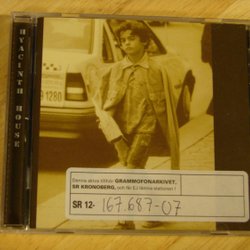 HYACINTH HOUSE
Denna skiva tillhör GRAMMOFONARKIVET,
SR KRONOBERG, och får EJ lämna stationen !
SR 12- 167.687-07